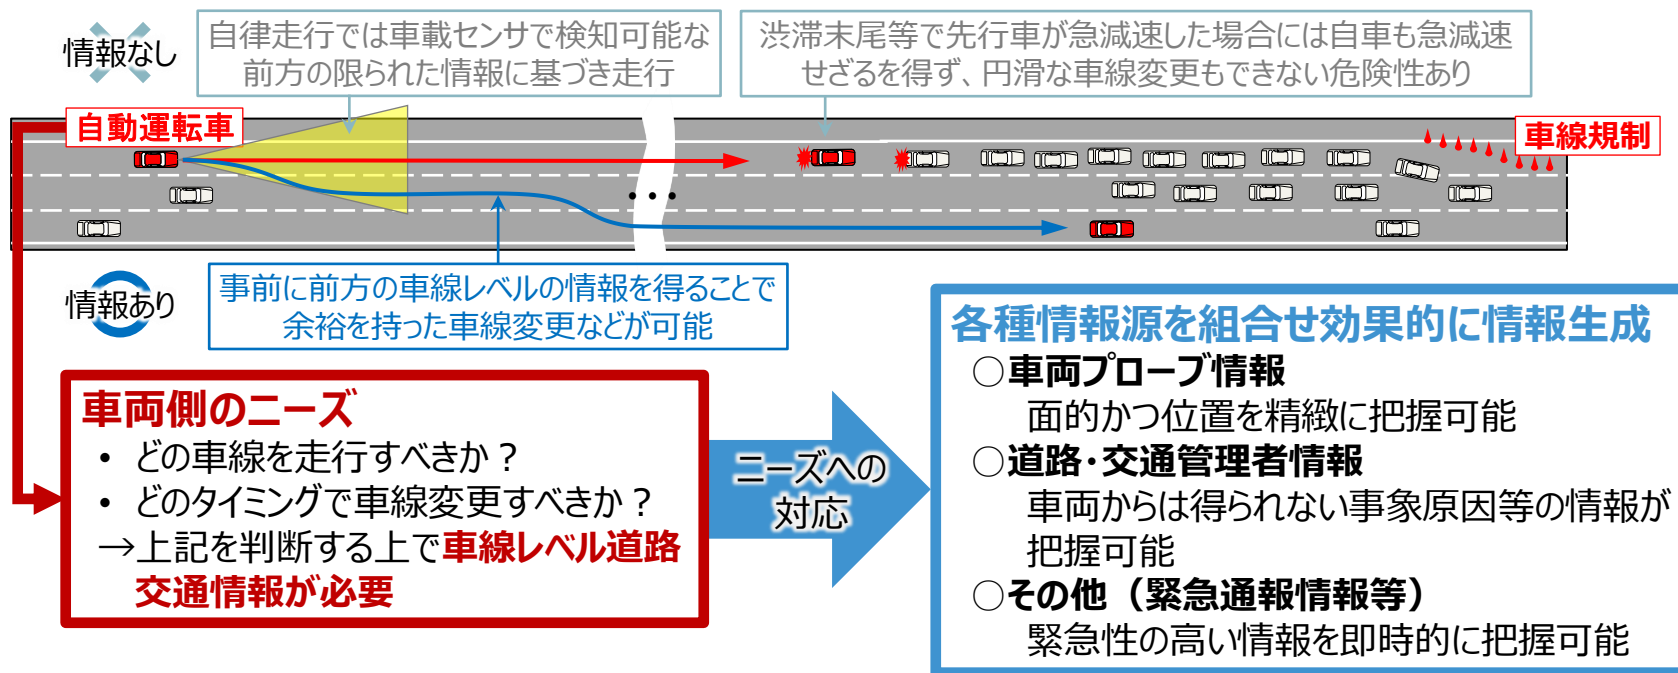 情報なし
自律走行では車載センサで検知可能な
前方の限られた情報に基づき走行
渋滞末尾等で先行車が急減速した場合には自車も急減速
せざるを得ず、円滑な車線変更もできない危険性あり
自動運転車
車線規制
・・・
情報あり
事前に前方の車線レベルの情報を得ることで
余裕を持った車線変更などが可能
車両側のニーズ
• どの車線を走行すべきか？
• どのタイミングで車線変更すべきか？
→上記を判断する上で車線レベル道路
交通情報が必要
ニーズへの
対応
各種情報源を組合せ効果的に情報生成
○車両プローブ情報
面的かつ位置を精緻に把握可能
○道路・交通管理者情報
車両からは得られない事象原因等の情報が
把握可能
○その他（緊急通報情報等）
緊急性の高い情報を即時的に把握可能